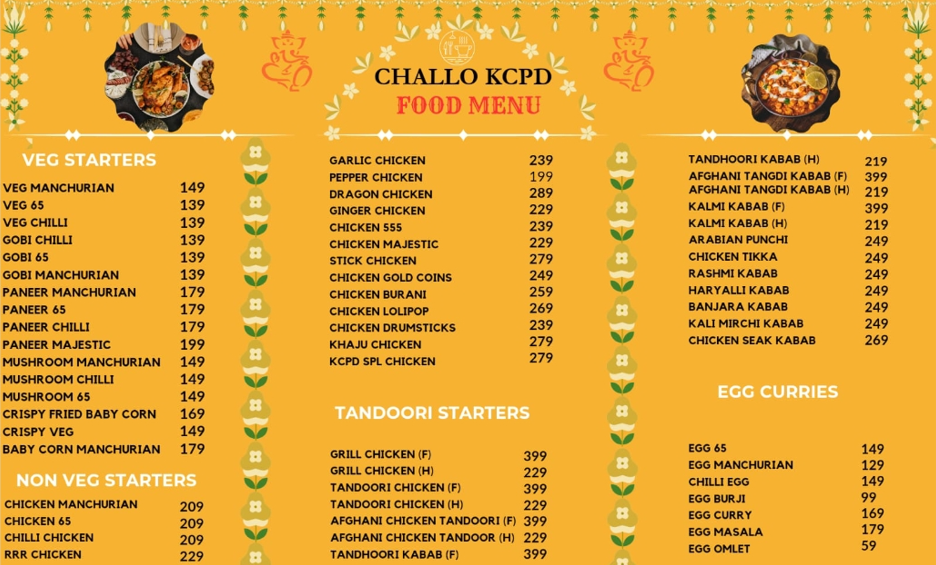 CHALLO KCPD
FOOD MENU
VEG STARTERS
VEG MANCHURIAN 149
VEG 65 139
VEG CHILLI 139
GOBI CHILLI 139
GOBI 65 139
GOBI MANCHURIAN 139
PANEER MANCHURIAN 179
PANEER 65 179
PANEER CHILLI 179
PANEER MAJESTIC 199
MUSHROOM MANCHURIAN 149
MUSHROOM CHILLI 149
MUSHROOM 65 149
CRISPY FRIED BABY CORN 169
CRISPY VEG 149
BABY CORN MANCHURIAN 179
NON VEG STARTERS
CHICKEN MANCHURIAN 209
CHICKEN 65 209
CHILLI CHICKEN 209
RRR CHICKEN 229
GARLIC CHICKEN 239
PEPPER CHICKEN 199
DRAGON CHICKEN 289
GINGER CHICKEN 229
CHICKEN 555 239
CHICKEN MAJESTIC 229
STICK CHICKEN 279
CHICKEN GOLD COINS 249
CHICKEN BURANI 259
CHICKEN LOLIPOP 269
CHICKEN DRUMSTICKS 239
KHAJU CHICKEN 279
KCPD SPL CHICKEN 279
TANDOORI STARTERS
GRILL CHICKEN (F) 399
GRILL CHICKEN (H) 229
TANDOORI CHICKEN (F) 399
TANDOORI CHICKEN (H) 229
AFGHANI CHICKEN TANDOORI (F) 399
AFGHANI CHICKEN TANDOOR (H) 229
TANDHOORI KABAB (F) 399
TANDHOORI KABAB (H) 219
AFGHANI TANGDI KABAB (F) 399
AFGHANI TANGDI KABAB (H) 219
KALMI KABAB (F) 399
KALMI KABAB (H) 219
ARABIAN PUNCHI 249
CHICKEN TIKKA 249
RASHMI KABAB 249
HARYALLI KABAB 249
BANJARA KABAB 249
KALI MIRCHI KABAB 249
CHICKEN SEAK KABAB 269
EGG CURRIES
EGG 65 149
EGG MANCHURIAN 129
CHILLI EGG 149
EGG BURJI 99
EGG CURRY 169
EGG MASALA 179
EGG OMLET 59